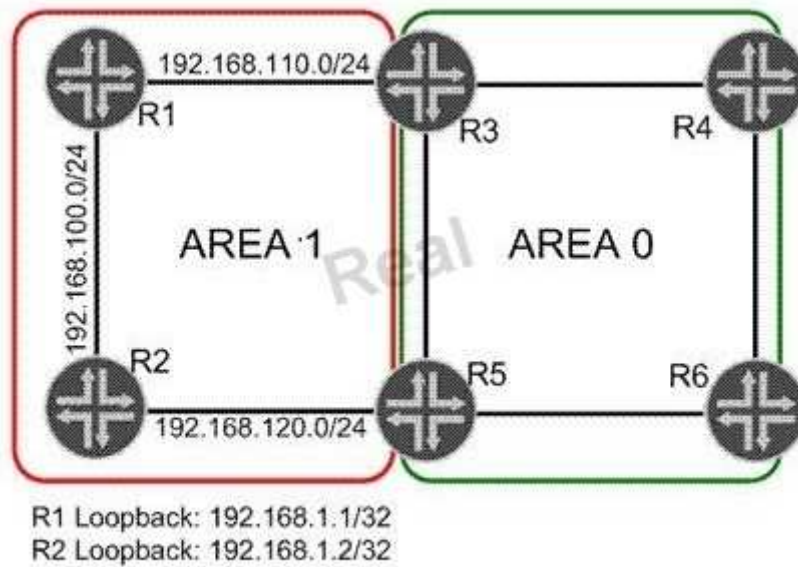 192.168.110.0/24
R1
R3
R4
192.168.100.0/24
AREA 1
Real
AREA 0
R2
R5
R6
192.168.120.0/24
R1 Loopback: 192.168.1.1/32
R2 Loopback: 192.168.1.2/32